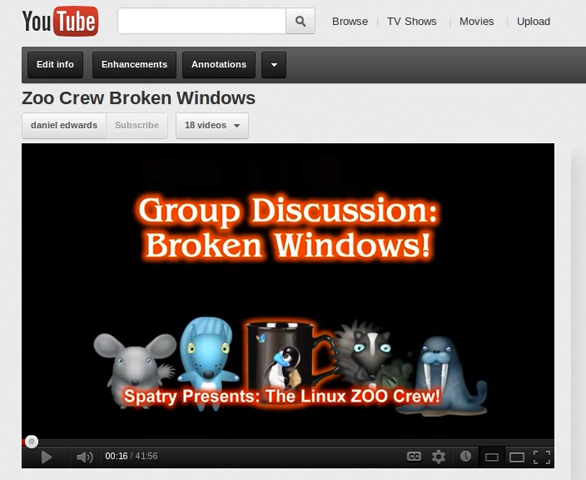 YouTube
Browse
TV Shows
Movies
Upload
Edit info
Enhancements
Annotations
Zoo Crew Broken Windows
daniel edwards
Subscribe
18 videos
Group Discussion:
Broken Windows!
Spatry Presents: The Linux ZOO Crew!
00:16 / 41:56
CC